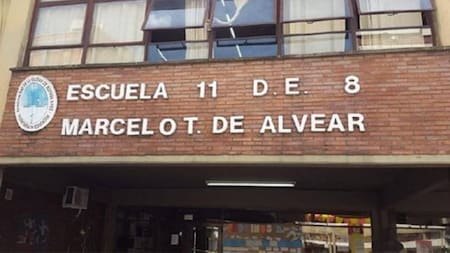 ESCUELA 11 D.E. 8
MARCELO T. DE ALVEAR